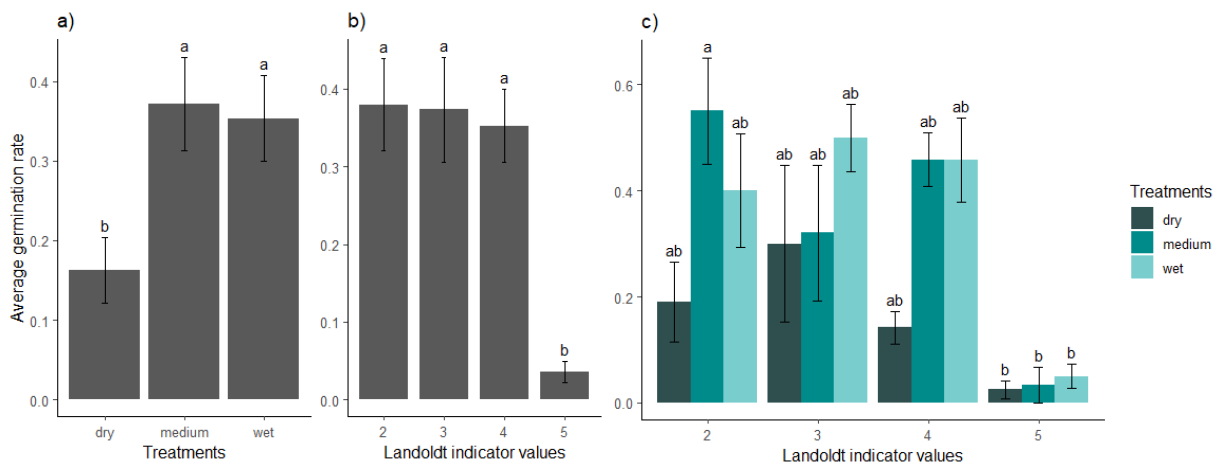 a)
Average germination rate
0.4
0.3
0.2
0.1
0.0
b
a
a
dry medium wet
Treatments
b)
0.4
0.3
0.2
0.1
0.0
a
a
a
b
2 3 4 5
Landoldt indicator values
c)
0.6
0.4
0.2
0.0
ab
a
ab
ab
ab
ab
ab
ab
ab
b
b
b
2 3 4 5
Landoldt indicator values
Treatments
dry
medium
wet